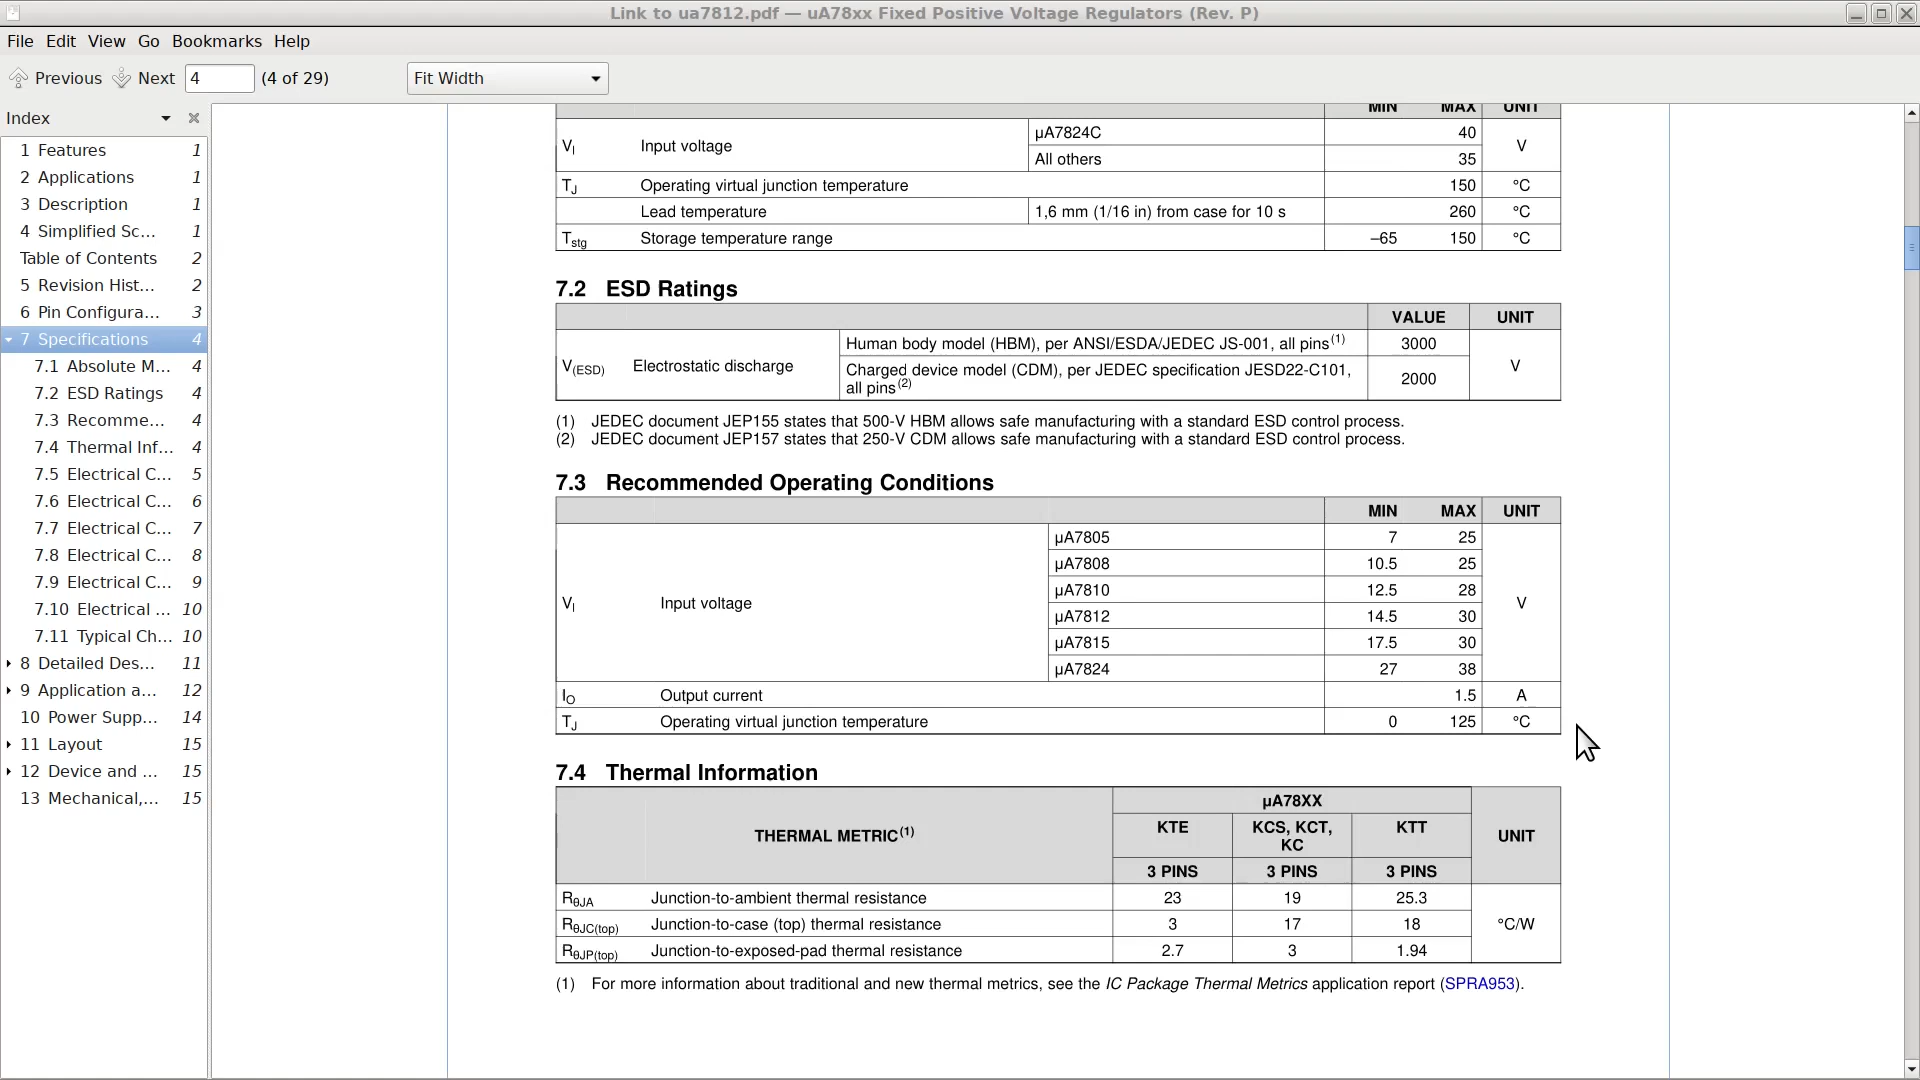 Link to ua7812.pdf — uA78xx Fixed Positive Voltage Regulators (Rev. P)
File Edit View Go Bookmarks Help
Previous Next 4 (4 of 29) Fit Width
Index
1 Features 1
2 Applications 1
3 Description 1
4 Simplified Sc... 1
Table of Contents 2
5 Revision Hist... 2
6 Pin Configura... 3
7 Specifications 4
7.1 Absolute M... 4
7.2 ESD Ratings 4
7.3 Recomme... 4
7.4 Thermal Inf... 4
7.5 Electrical C... 5
7.6 Electrical C... 6
7.7 Electrical C... 7
7.8 Electrical C... 8
7.9 Electrical C... 9
7.10 Electrical ... 10
7.11 Typical Ch... 10
8 Detailed Des... 11
9 Application a... 12
10 Power Supp... 14
11 Layout 15
12 Device and ... 15
13 Mechanical,... 15
MIN MAX UNIT
VI Input voltage µA7824C 40 V
All others 35
TJ Operating virtual junction temperature 150 °C
Lead temperature 1,6 mm (1/16 in) from case for 10 s 260 °C
Tstg Storage temperature range –65 150 °C
7.2 ESD Ratings
VALUE UNIT
V(ESD) Electrostatic discharge Human body model (HBM), per ANSI/ESDA/JEDEC JS-001, all pins(1) 3000 V
Charged device model (CDM), per JEDEC specification JESD22-C101, 2000
all pins(2)
(1) JEDEC document JEP155 states that 500-V HBM allows safe manufacturing with a standard ESD control process.
(2) JEDEC document JEP157 states that 250-V CDM allows safe manufacturing with a standard ESD control process.
7.3 Recommended Operating Conditions
MIN MAX UNIT
µA7805 7 25
µA7808 10.5 25
µA7810 12.5 28
VI Input voltage V
µA7812 14.5 30
µA7815 17.5 30
µA7824 27 38
IO Output current 1.5 A
TJ Operating virtual junction temperature 0 125 °C
7.4 Thermal Information
µA78XX
THERMAL METRIC(1) KTE KCS, KCT, KTT UNIT
KC
3 PINS 3 PINS 3 PINS
RθJA Junction-to-ambient thermal resistance 23 19 25.3
RθJC(top) Junction-to-case (top) thermal resistance 3 17 18 °C/W
RθJP(top) Junction-to-exposed-pad thermal resistance 2.7 3 1.94
(1) For more information about traditional and new thermal metrics, see the IC Package Thermal Metrics application report (SPRA953).